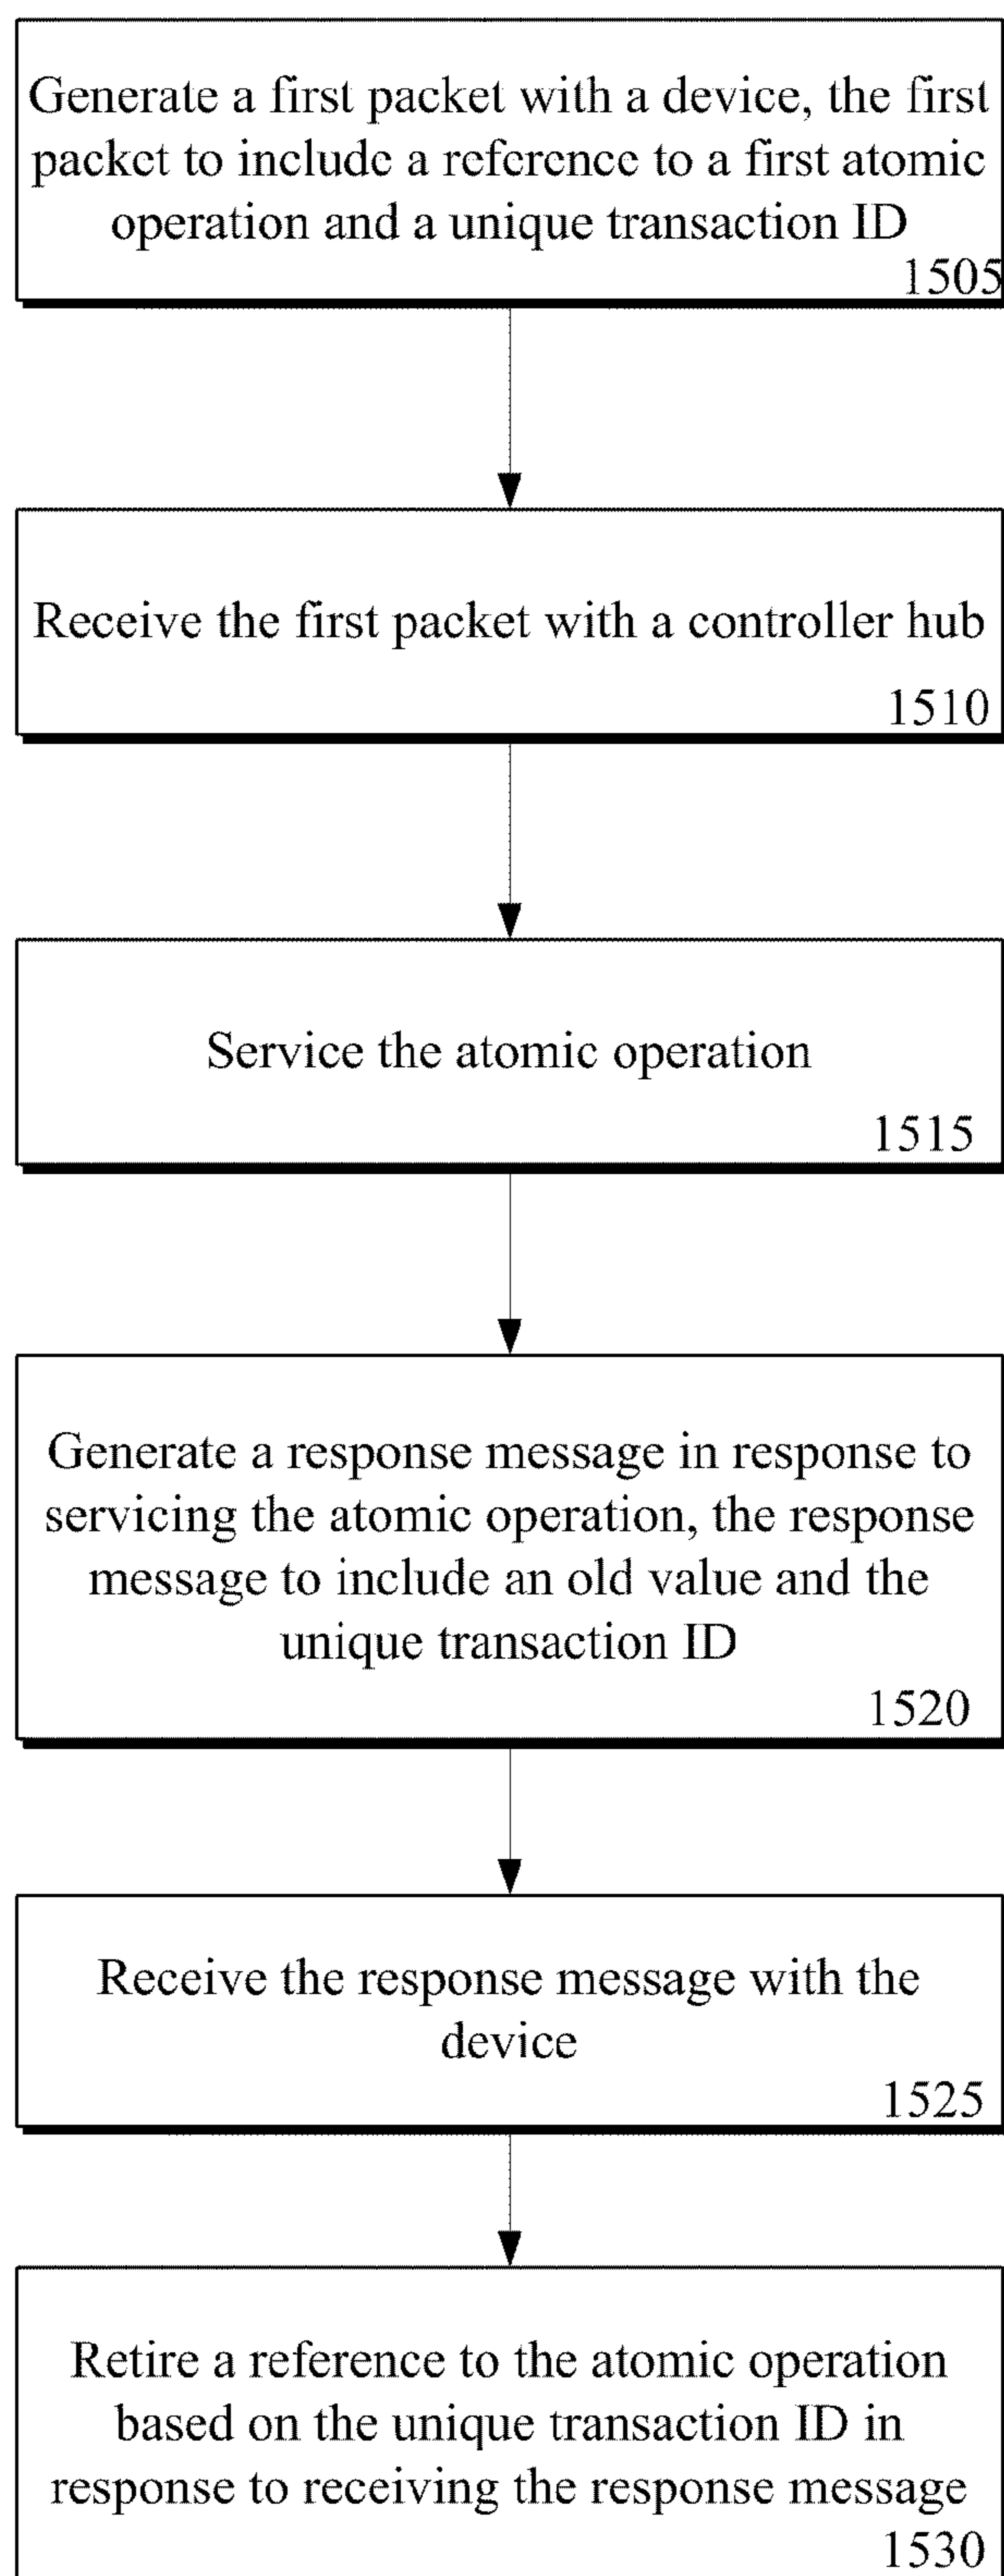 Generate a first packet with a device, the first
packet to include a reference to a first atomic
operation and a unique transaction ID
1505
Receive the first packet with a controller hub
1510
Service the atomic operation
1515
Generate a response message in response to
servicing the atomic operation, the response
message to include an old value and the
unique transaction ID
1520
Receive the response message with the
device
1525
Retire a reference to the atomic operation
based on the unique transaction ID in
response to receiving the response message
1530